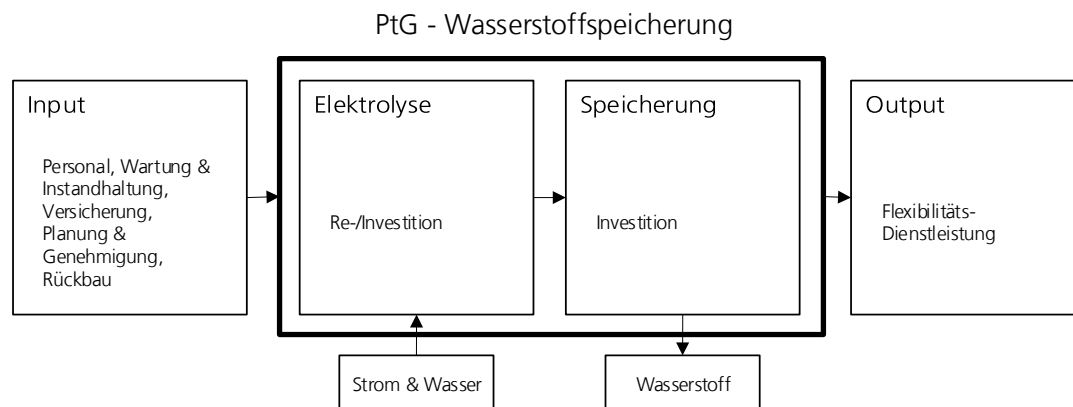 PtG - Wasserstoffspeicherung
Input
Personal, Wartung &
Instandhaltung,
Versicherung,
Planung &
Genehmigung,
Rückbau
Elektrolyse
Re-/Investition
Speicherung
Investition
Output
Flexibilitäts-
Dienstleistung
Strom & Wasser
Wasserstoff